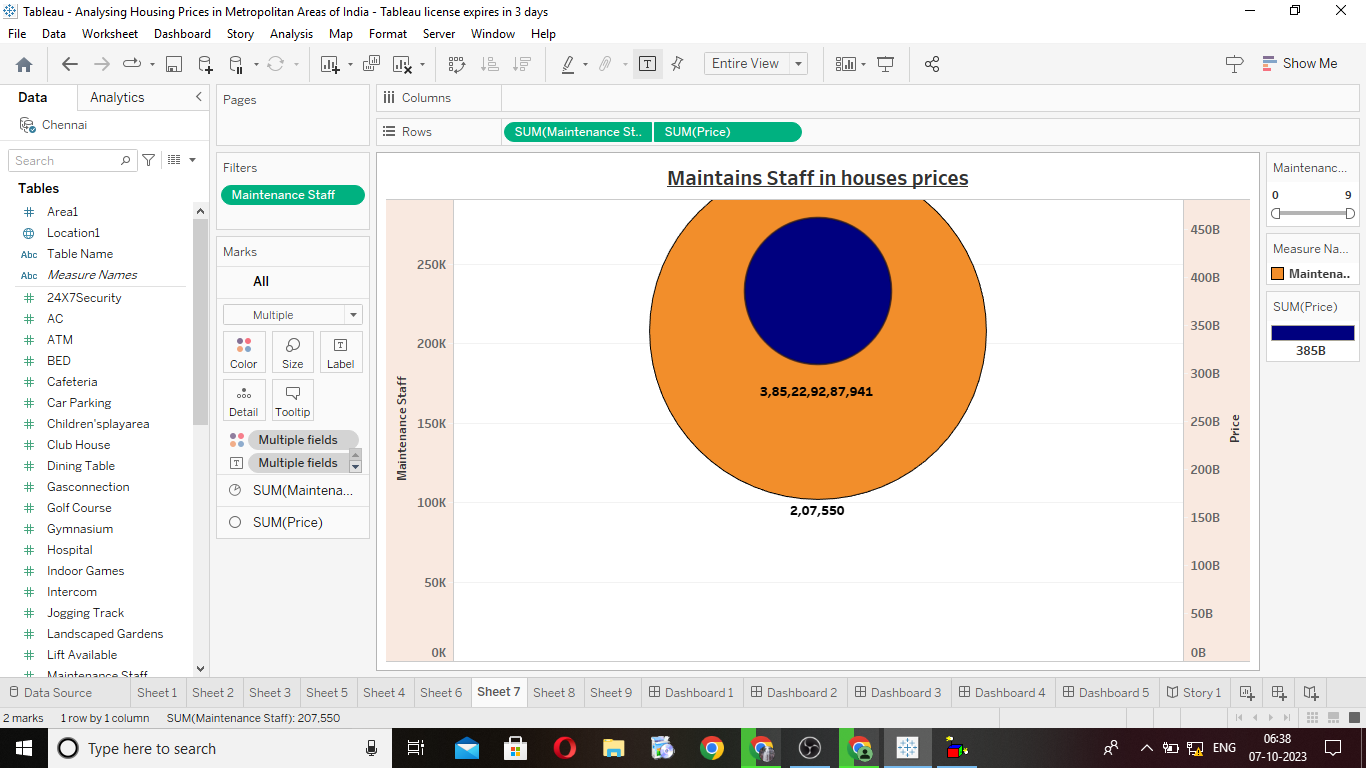 Tableau - Analysing Housing Prices in Metropolitan Areas of India - Tableau license expires in 3 days
File Data Worksheet Dashboard Story Analysis Map Format Server Window Help
Entire View
Show Me
Data Analytics
Chennai
Search
Tables
Area1
Location1
Abc Table Name
Abc Measure Names
24X7Security
AC
ATM
BED
Cafeteria
Car Parking
Children'splayarea
Club House
Dining Table
Gasconnection
Golf Course
Gymnasium
Hospital
Indoor Games
Intercom
Jogging Track
Landscaped Gardens
Lift Available
Maintenance Staff
Pages
Filters
Maintenance Staff
Marks
All
Multiple
Color Size Label
Detail Tooltip
Multiple fields
Multiple fields
SUM(Maintena...
SUM(Price)
Columns
Rows SUM(Maintenance St.. SUM(Price)
Maintains Staff in houses prices
Maintenance Staff
250K
200K
150K
100K
50K
0K
3,85,22,92,87,941
2,07,550
450B
400B
350B
300B
250B
200B
150B
100B
50B
0B
Price
Maintenanc...
0 9
Measure Na...
Maintena..
SUM(Price)
385B
Data Source Sheet 1 Sheet 2 Sheet 3 Sheet 5 Sheet 4 Sheet 6 Sheet 7 Sheet 8 Sheet 9 Dashboard 1 Dashboard 2 Dashboard 3 Dashboard 4 Dashboard 5 Story 1
2 marks 1 row by 1 column SUM(Maintenance Staff): 207,550
Type here to search
ENG
06:38
07-10-2023